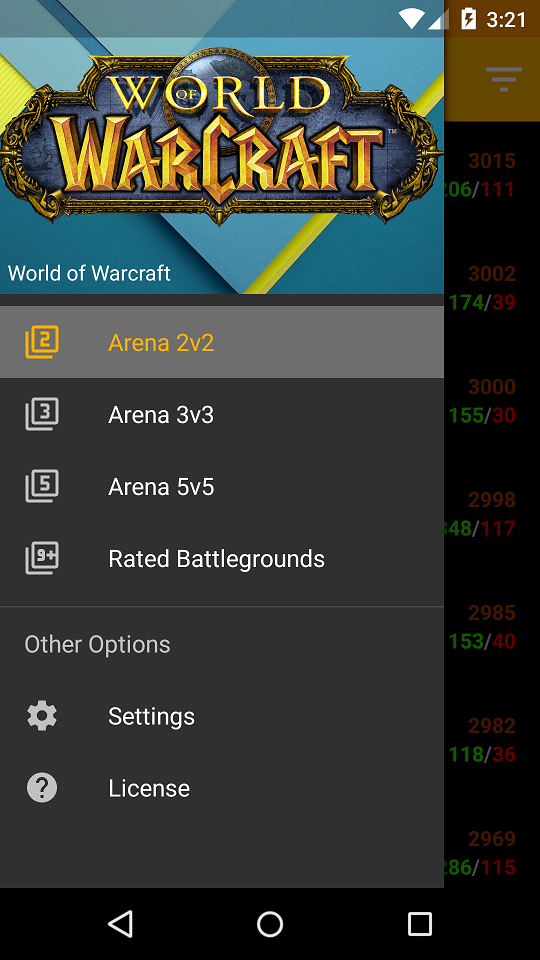 3:21
WORLD
OF
WARCRAFT
™
World of Warcraft
2 Arena 2v2
3 Arena 3v3
5 Arena 5v5
9+ Rated Battlegrounds
Other Options
Settings
? License
3015
206/111
3002
174/39
3000
155/30
2998
348/117
2985
153/40
2982
118/36
2969
286/115